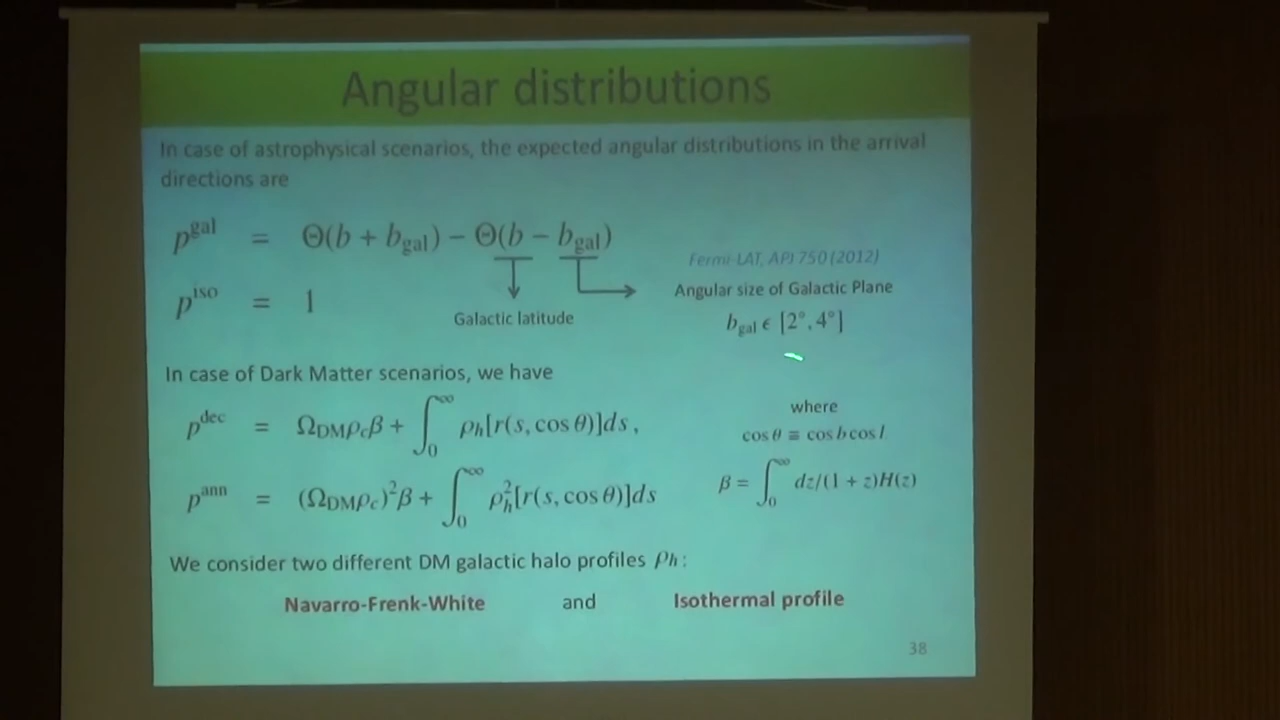 Angular distributions
In case of astrophysical scenarios, the expected angular distributions in the arrival
directions are
p^gal = Θ(b + b_gal) − Θ(b − b_gal)
Fermi-LAT, APJ 750 (2012)
p^iso = 1
Galactic latitude
Angular size of Galactic Plane
b_gal ϵ [2°, 4°]
In case of Dark Matter scenarios, we have
p^dec = Ω_DM ρ_c β + ∫_0^∞ ρ_h[r(s, cos θ)]ds ,
p^ann = (Ω_DM ρ_c)^2 β + ∫_0^∞ ρ_h^2[r(s, cos θ)]ds
where
cos θ ≡ cos b cos l
β = ∫_0^∞ dz/(1 + z)H(z)
We consider two different DM galactic halo profiles ρ_h :
Navarro-Frenk-White and Isothermal profile
38